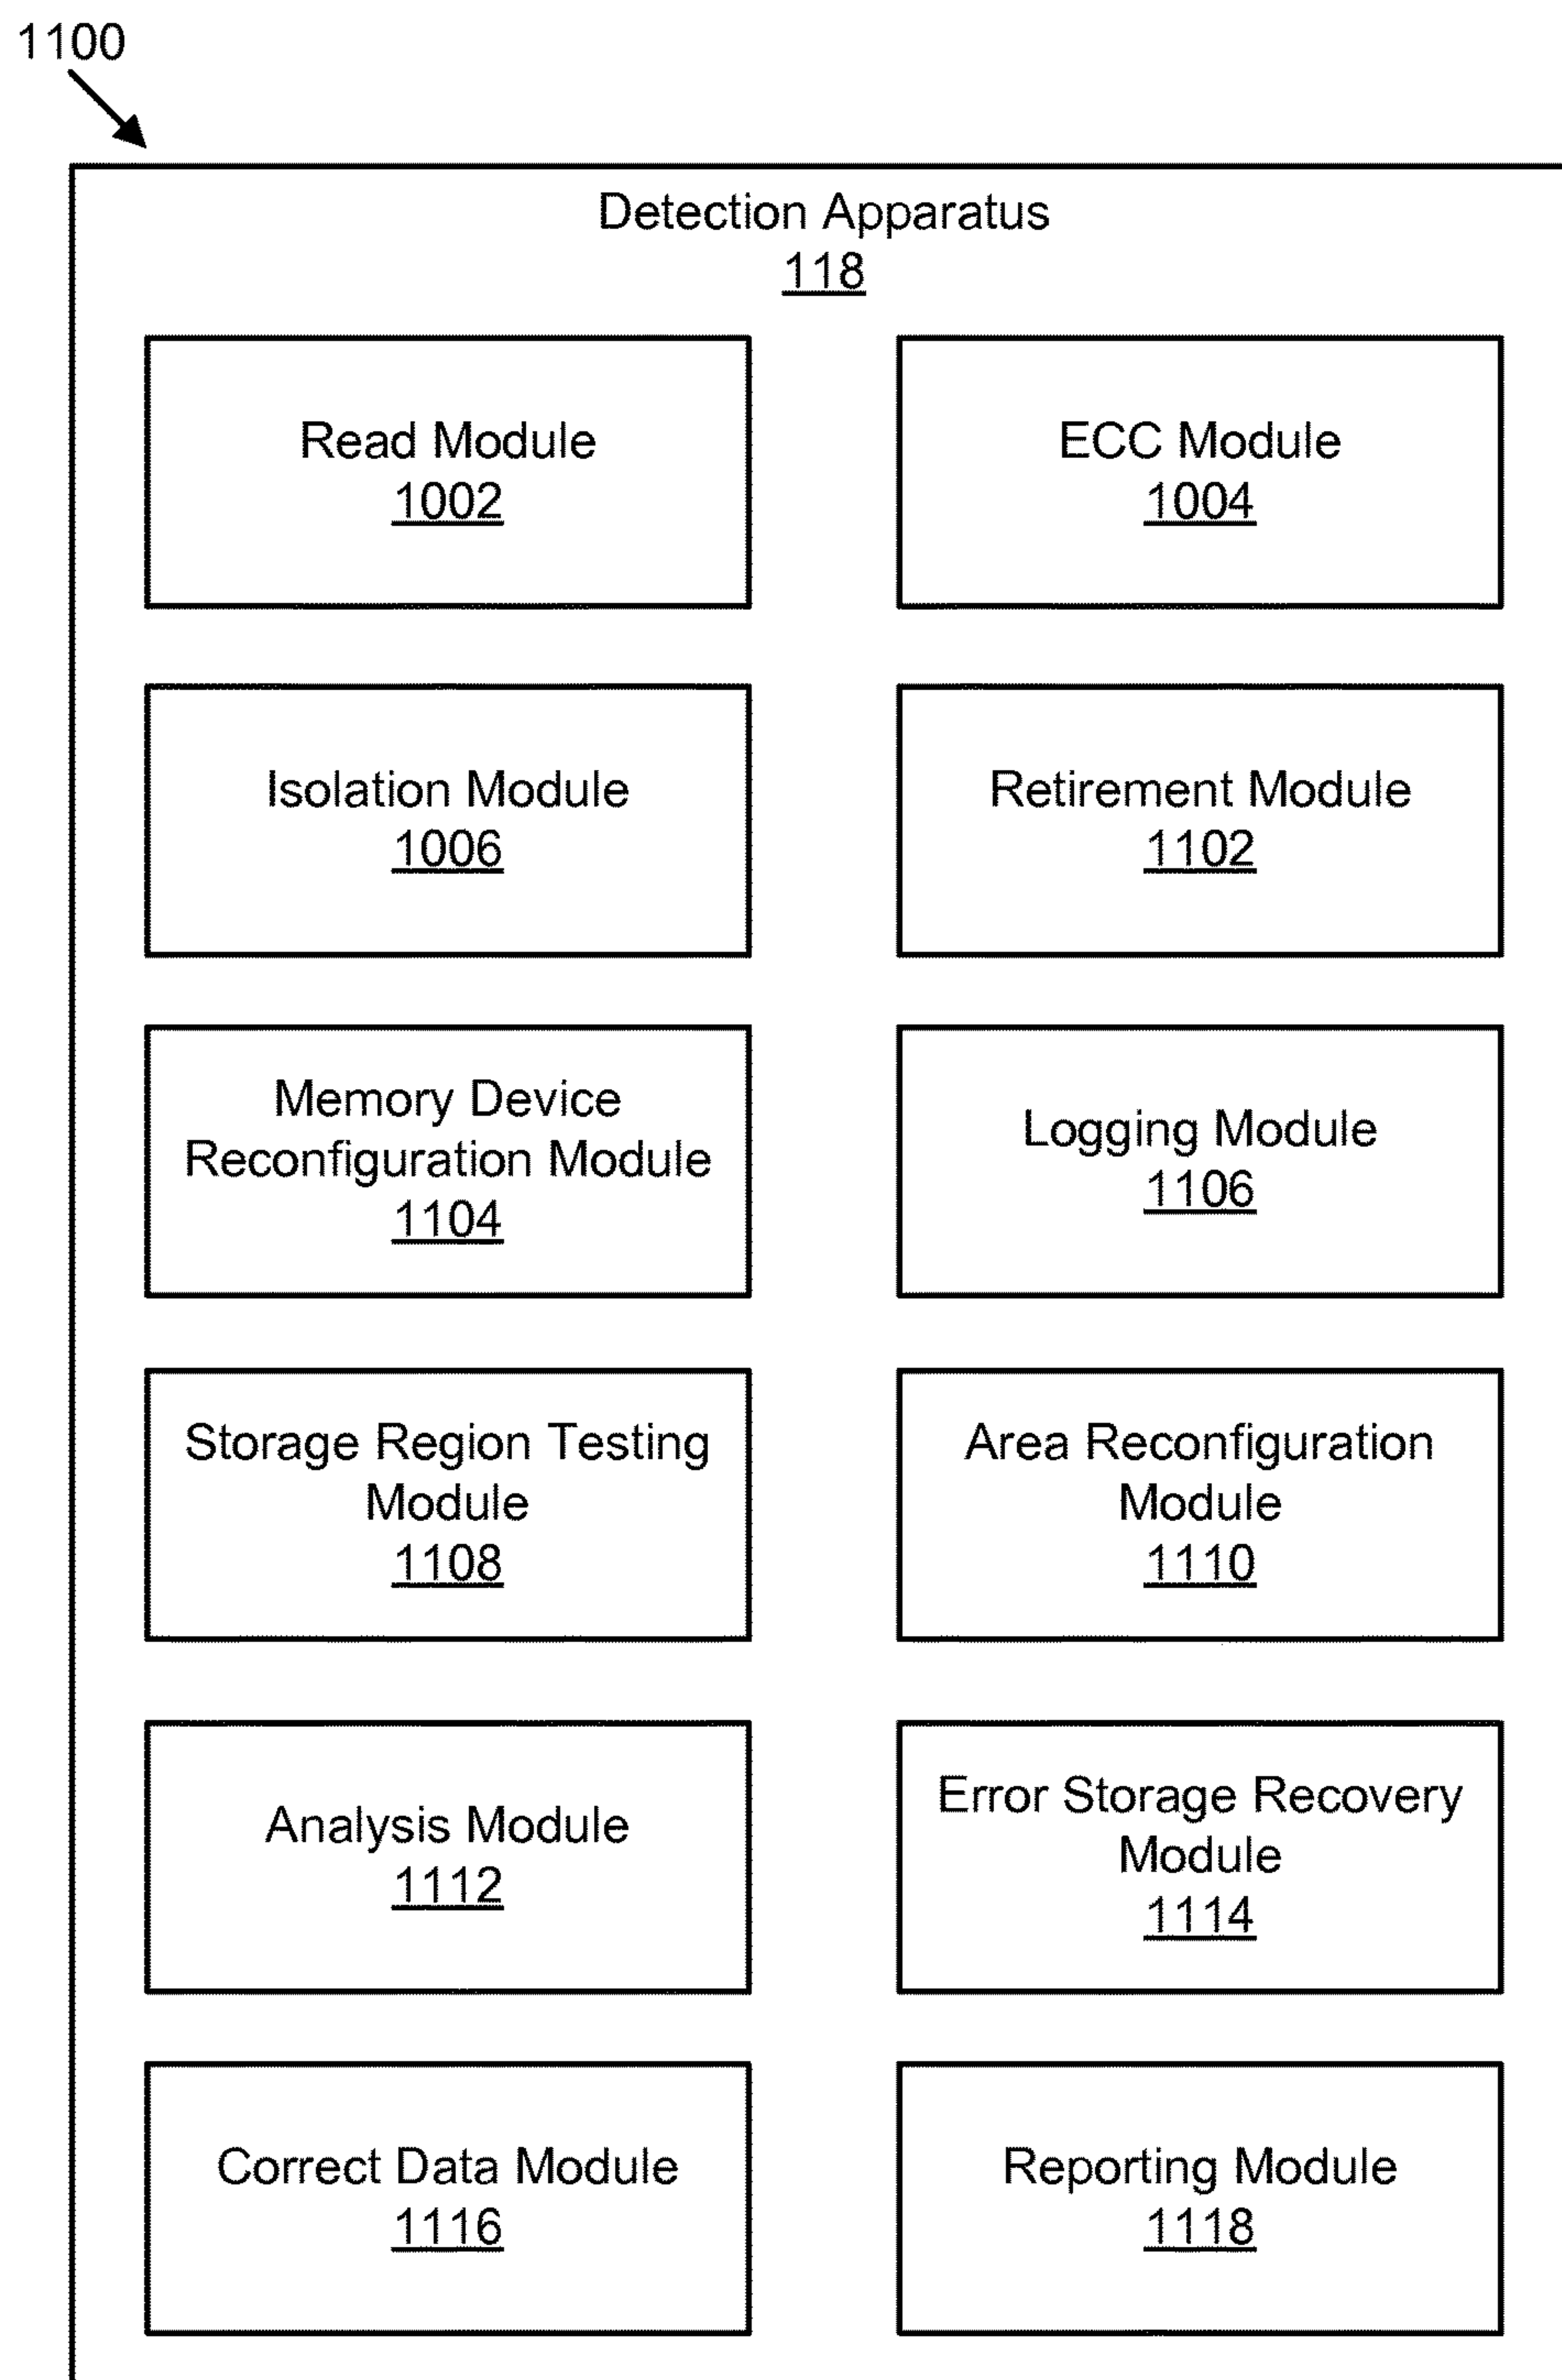 1100
Detection Apparatus
118
Read Module
1002
ECC Module
1004
Isolation Module
1006
Retirement Module
1102
Memory Device
Reconfiguration Module
1104
Logging Module
1106
Storage Region Testing
Module
1108
Area Reconfiguration
Module
1110
Analysis Module
1112
Error Storage Recovery
Module
1114
Correct Data Module
1116
Reporting Module
1118